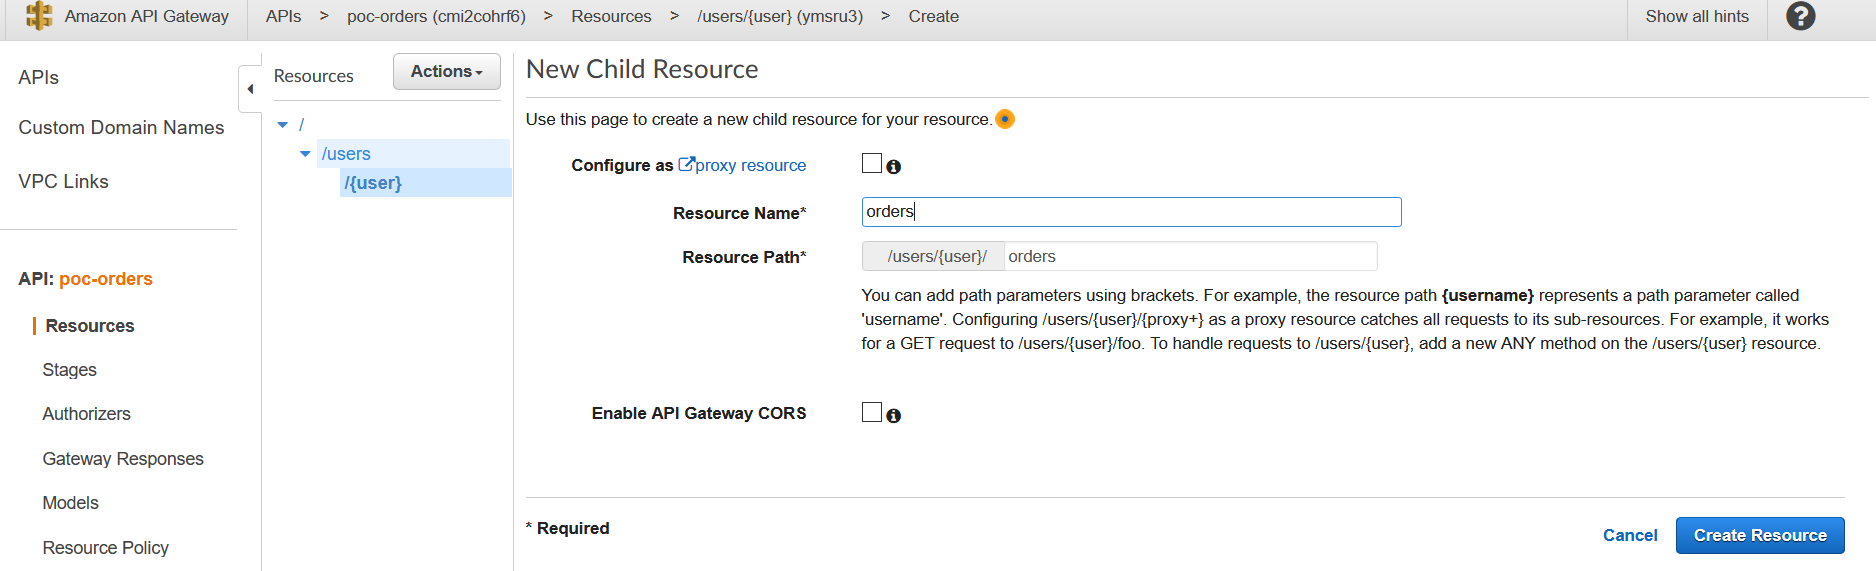 Amazon API Gateway
APIs > poc-orders (cmi2cohrf6) > Resources > /users/{user} (ymsru3) > Create
Show all hints
?
APIs
Custom Domain Names
VPC Links
API: poc-orders
Resources
Stages
Authorizers
Gateway Responses
Models
Resource Policy
Resources
Actions
/
/users
/{user}
New Child Resource
Use this page to create a new child resource for your resource.
Configure as proxy resource
Resource Name* orders
Resource Path* /users/{user}/ orders
You can add path parameters using brackets. For example, the resource path {username} represents a path parameter called
'username'. Configuring /users/{user}/{proxy+} as a proxy resource catches all requests to its sub-resources. For example, it works
for a GET request to /users/{user}/foo. To handle requests to /users/{user}, add a new ANY method on the /users/{user} resource.
Enable API Gateway CORS
* Required
Cancel Create Resource